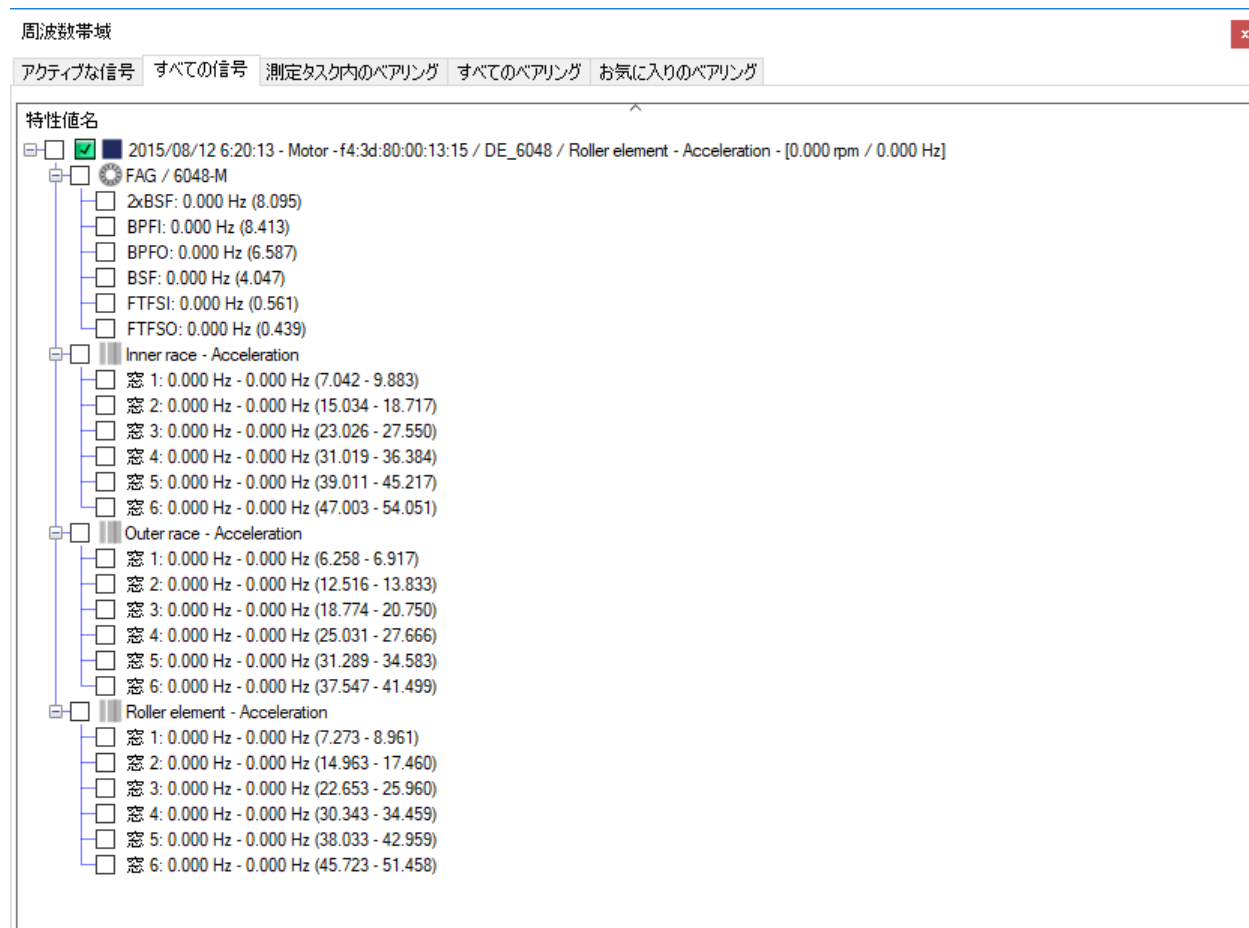 周波数帯域
x
アクティブな信号 すべての信号 測定タスク内のベアリング すべてのベアリング お気に入りのベアリング
特性値名
2015/08/12 6:20:13 - Motor - f4:3d:80:00:13:15 / DE_6048 / Roller element - Acceleration - [0.000 rpm / 0.000 Hz]
FAG / 6048-M
2xBSF: 0.000 Hz (8.095)
BPFI: 0.000 Hz (8.413)
BPFO: 0.000 Hz (6.587)
BSF: 0.000 Hz (4.047)
FTFSI: 0.000 Hz (0.561)
FTFSO: 0.000 Hz (0.439)
Inner race - Acceleration
窓 1: 0.000 Hz - 0.000 Hz (7.042 - 9.883)
窓 2: 0.000 Hz - 0.000 Hz (15.034 - 18.717)
窓 3: 0.000 Hz - 0.000 Hz (23.026 - 27.550)
窓 4: 0.000 Hz - 0.000 Hz (31.019 - 36.384)
窓 5: 0.000 Hz - 0.000 Hz (39.011 - 45.217)
窓 6: 0.000 Hz - 0.000 Hz (47.003 - 54.051)
Outer race - Acceleration
窓 1: 0.000 Hz - 0.000 Hz (6.258 - 6.917)
窓 2: 0.000 Hz - 0.000 Hz (12.516 - 13.833)
窓 3: 0.000 Hz - 0.000 Hz (18.774 - 20.750)
窓 4: 0.000 Hz - 0.000 Hz (25.031 - 27.666)
窓 5: 0.000 Hz - 0.000 Hz (31.289 - 34.583)
窓 6: 0.000 Hz - 0.000 Hz (37.547 - 41.499)
Roller element - Acceleration
窓 1: 0.000 Hz - 0.000 Hz (7.273 - 8.961)
窓 2: 0.000 Hz - 0.000 Hz (14.963 - 17.460)
窓 3: 0.000 Hz - 0.000 Hz (22.653 - 25.960)
窓 4: 0.000 Hz - 0.000 Hz (30.343 - 34.459)
窓 5: 0.000 Hz - 0.000 Hz (38.033 - 42.959)
窓 6: 0.000 Hz - 0.000 Hz (45.723 - 51.458)